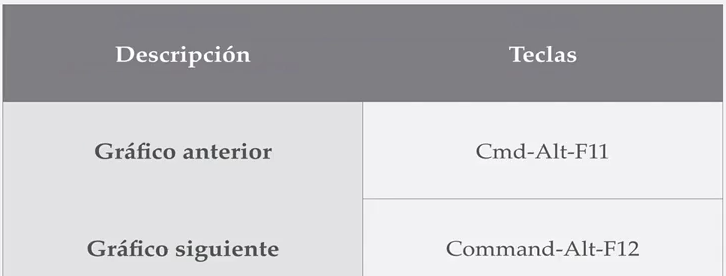 Descripción Teclas
Gráfico anterior Cmd-Alt-F11
Gráfico siguiente Command-Alt-F12